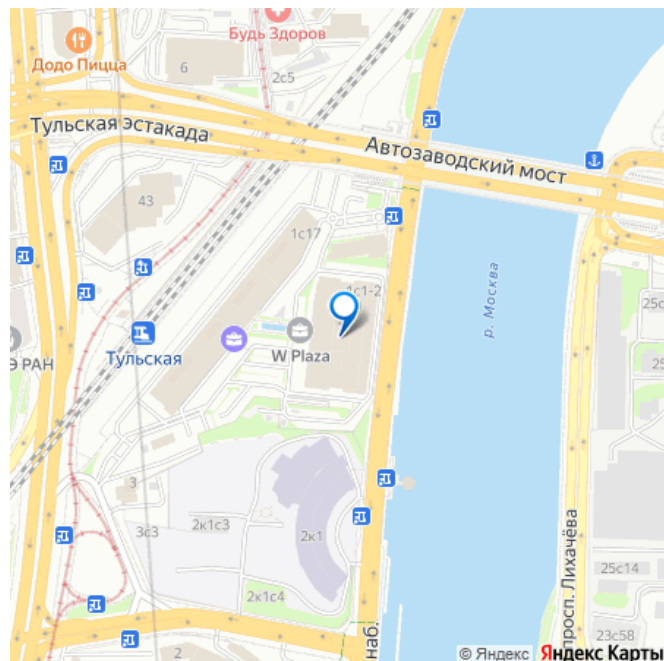 Будь Здоров
Додо Пицца
6
2с5
Тульская эстакада
Автозаводский мост
43
1с17
1с1-2
р. Москва
25с
Тульская
W Plaza
Э РАН
25
3
3с3
2к1с3
2к1
2к1с4
25с14
просп. Лихачёва
наб.
23с58
2
© Яндекс Яндекс Карты